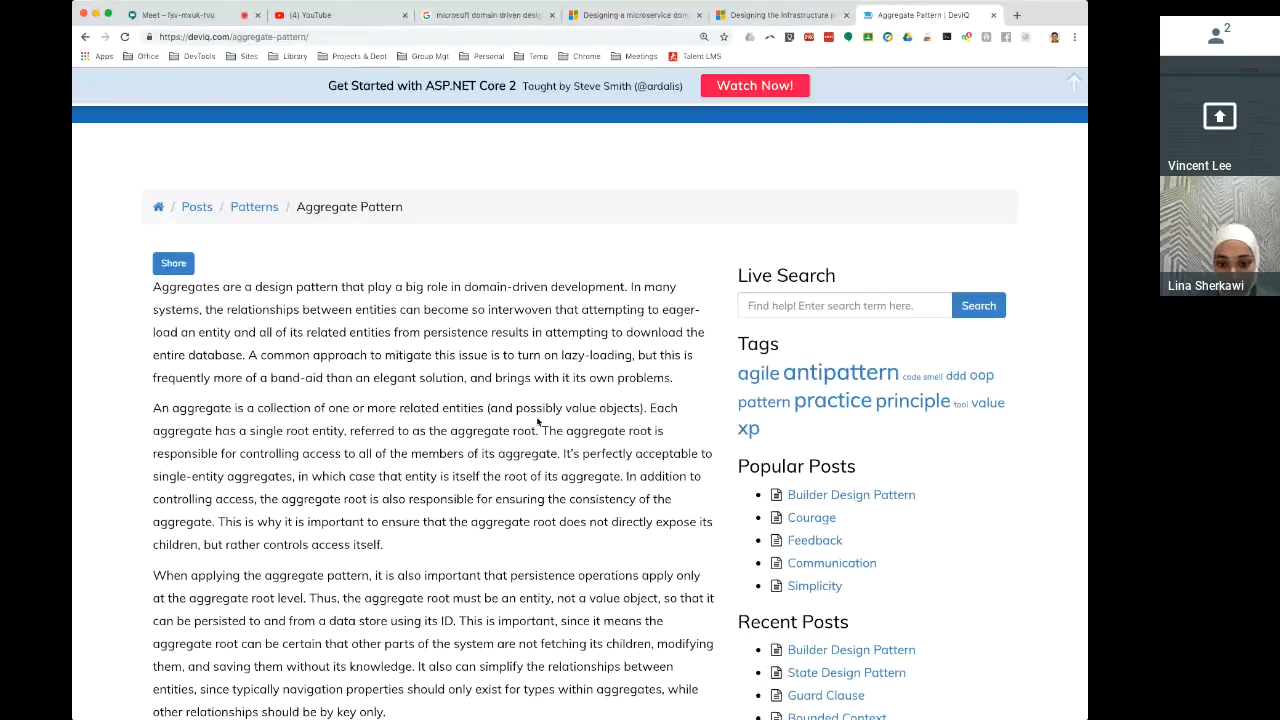 Meet – fsv-nxuk-tvu
(4) YouTube
microsoft domain driven desig
Designing a microservice dom
Designing the infrastructure p
Aggregate Pattern | DevIQ
https://deviq.com/aggregate-pattern/
Apps Office DevTools Sites Library Projects & Dept Group Mgt Personal Temp Chrome Meetings Talent LMS
Get Started with ASP.NET Core 2 Taught by Steve Smith (@ardalis) Watch Now!
Posts / Patterns / Aggregate Pattern
Share
Aggregates are a design pattern that play a big role in domain-driven development. In many
systems, the relationships between entities can become so interwoven that attempting to eager-
load an entity and all of its related entities from persistence results in attempting to download the
entire database. A common approach to mitigate this issue is to turn on lazy-loading, but this is
frequently more of a band-aid than an elegant solution, and brings with it its own problems.
An aggregate is a collection of one or more related entities (and possibly value objects). Each
aggregate has a single root entity, referred to as the aggregate root. The aggregate root is
responsible for controlling access to all of the members of its aggregate. It's perfectly acceptable to
single-entity aggregates, in which case that entity is itself the root of its aggregate. In addition to
controlling access, the aggregate root is also responsible for ensuring the consistency of the
aggregate. This is why it is important to ensure that the aggregate root does not directly expose its
children, but rather controls access itself.
When applying the aggregate pattern, it is also important that persistence operations apply only
at the aggregate root level. Thus, the aggregate root must be an entity, not a value object, so that it
can be persisted to and from a data store using its ID. This is important, since it means the
aggregate root can be certain that other parts of the system are not fetching its children, modifying
them, and saving them without its knowledge. It also can simplify the relationships between
entities, since typically navigation properties should only exist for types within aggregates, while
other relationships should be by key only.
Live Search
Find help! Enter search term here. Search
Tags
agile antipattern code smell ddd oop
pattern practice principle tool value
xp
Popular Posts
Builder Design Pattern
Courage
Feedback
Communication
Simplicity
Recent Posts
Builder Design Pattern
State Design Pattern
Guard Clause
Bounded Context
2
Vincent Lee
Lina Sherkawi